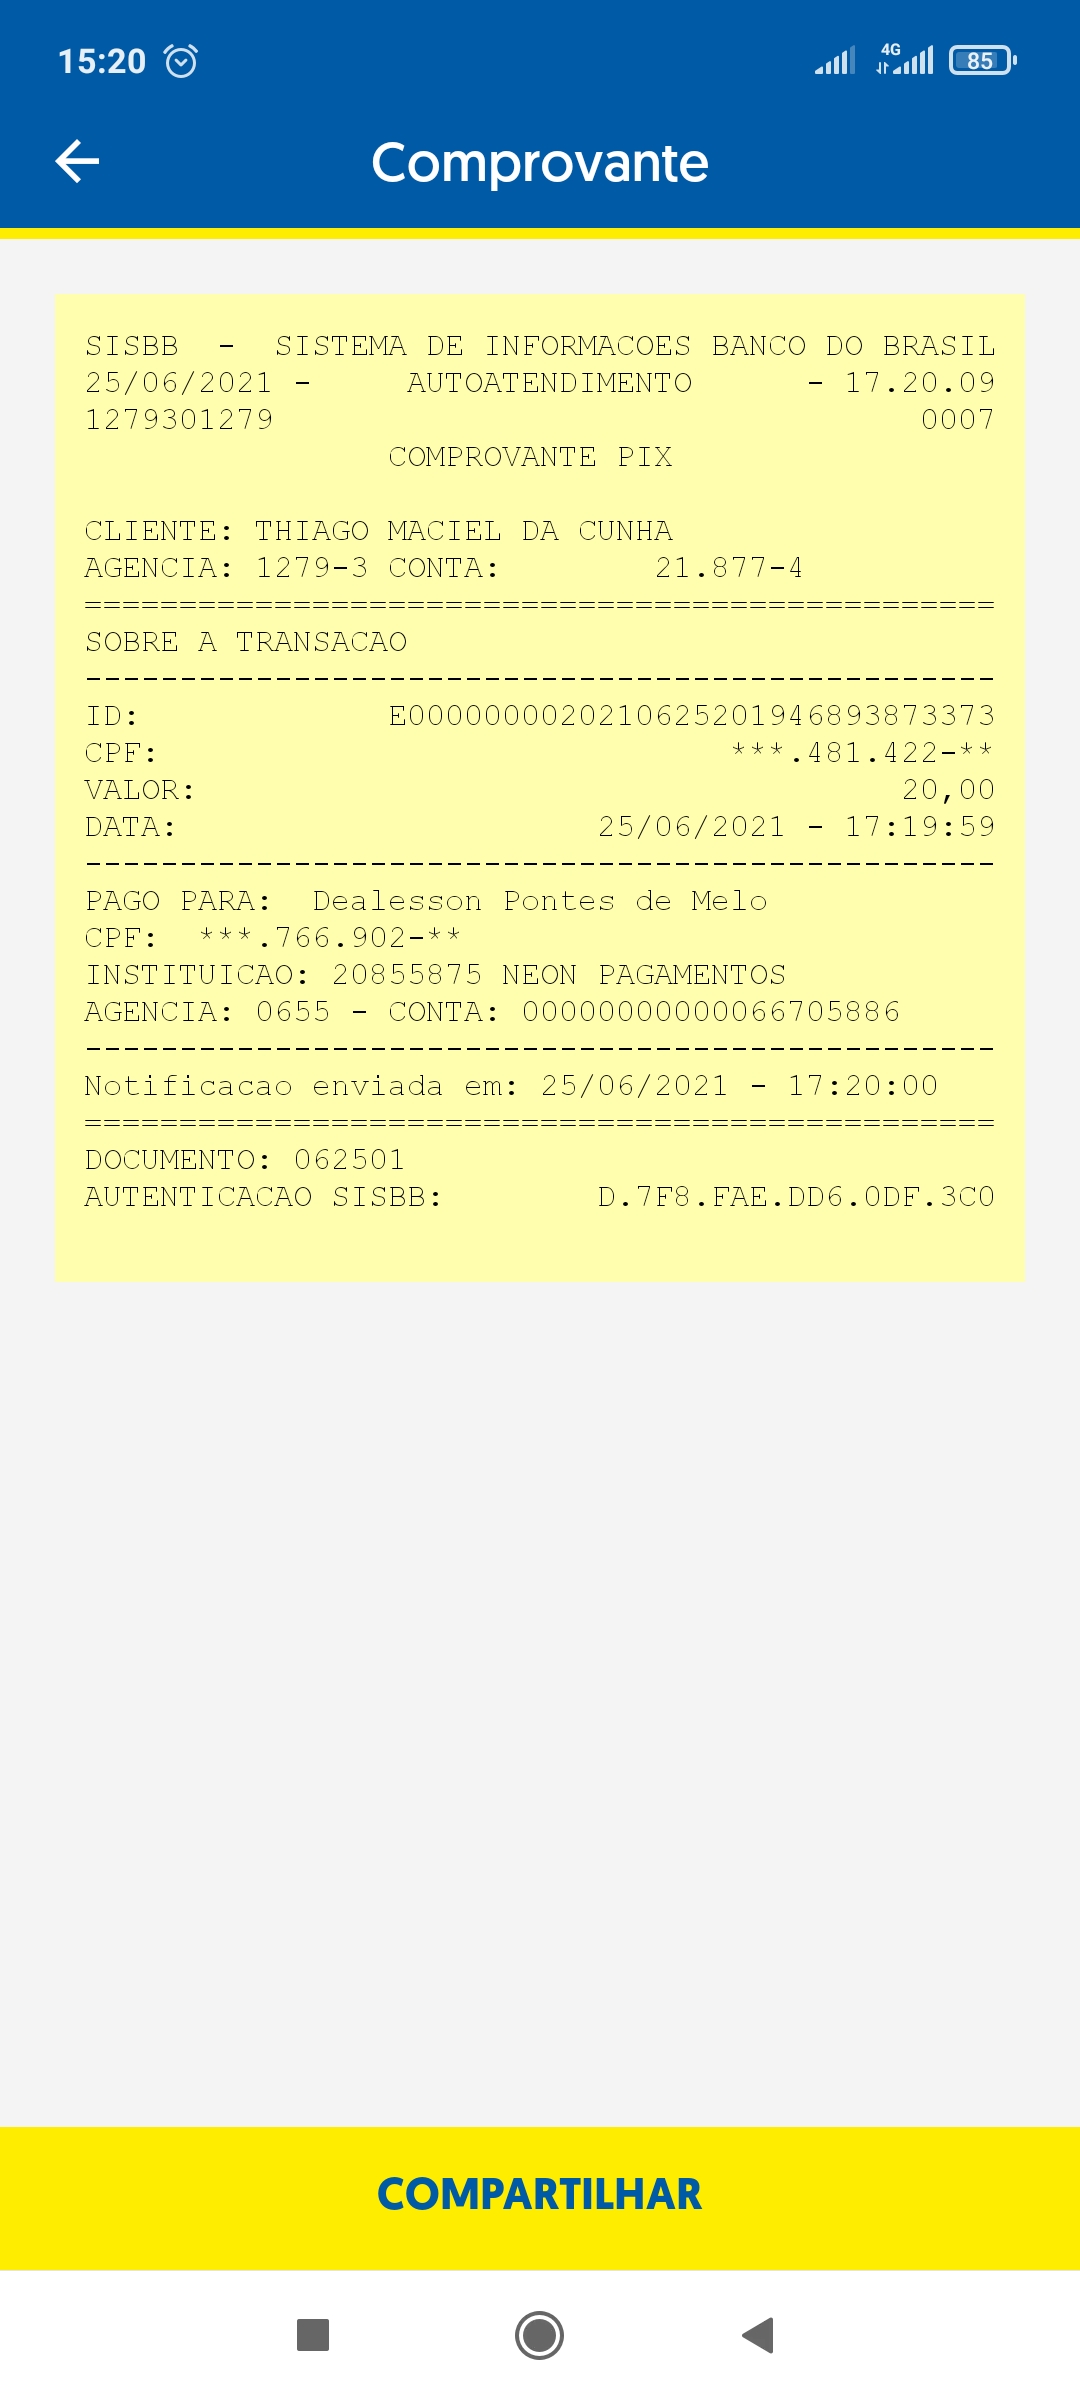 15:20 4G 85
Comprovante
SISBB - SISTEMA DE INFORMACOES BANCO DO BRASIL
25/06/2021 - AUTOATENDIMENTO - 17.20.09
1279301279 0007
COMPROVANTE PIX
CLIENTE: THIAGO MACIEL DA CUNHA
AGENCIA: 1279-3 CONTA: 21.877-4
================================================
SOBRE A TRANSACAO
------------------------------------------------
ID: E0000000020210625201946893873373
CPF: ***.481.422-**
VALOR: 20,00
DATA: 25/06/2021 - 17:19:59
------------------------------------------------
PAGO PARA: Dealesson Pontes de Melo
CPF: ***.766.902-**
INSTITUICAO: 20855875 NEON PAGAMENTOS
AGENCIA: 0655 - CONTA: 00000000000066705886
------------------------------------------------
Notificacao enviada em: 25/06/2021 - 17:20:00
================================================
DOCUMENTO: 062501
AUTENTICACAO SISBB: D.7F8.FAE.DD6.0DF.3C0
COMPARTILHAR